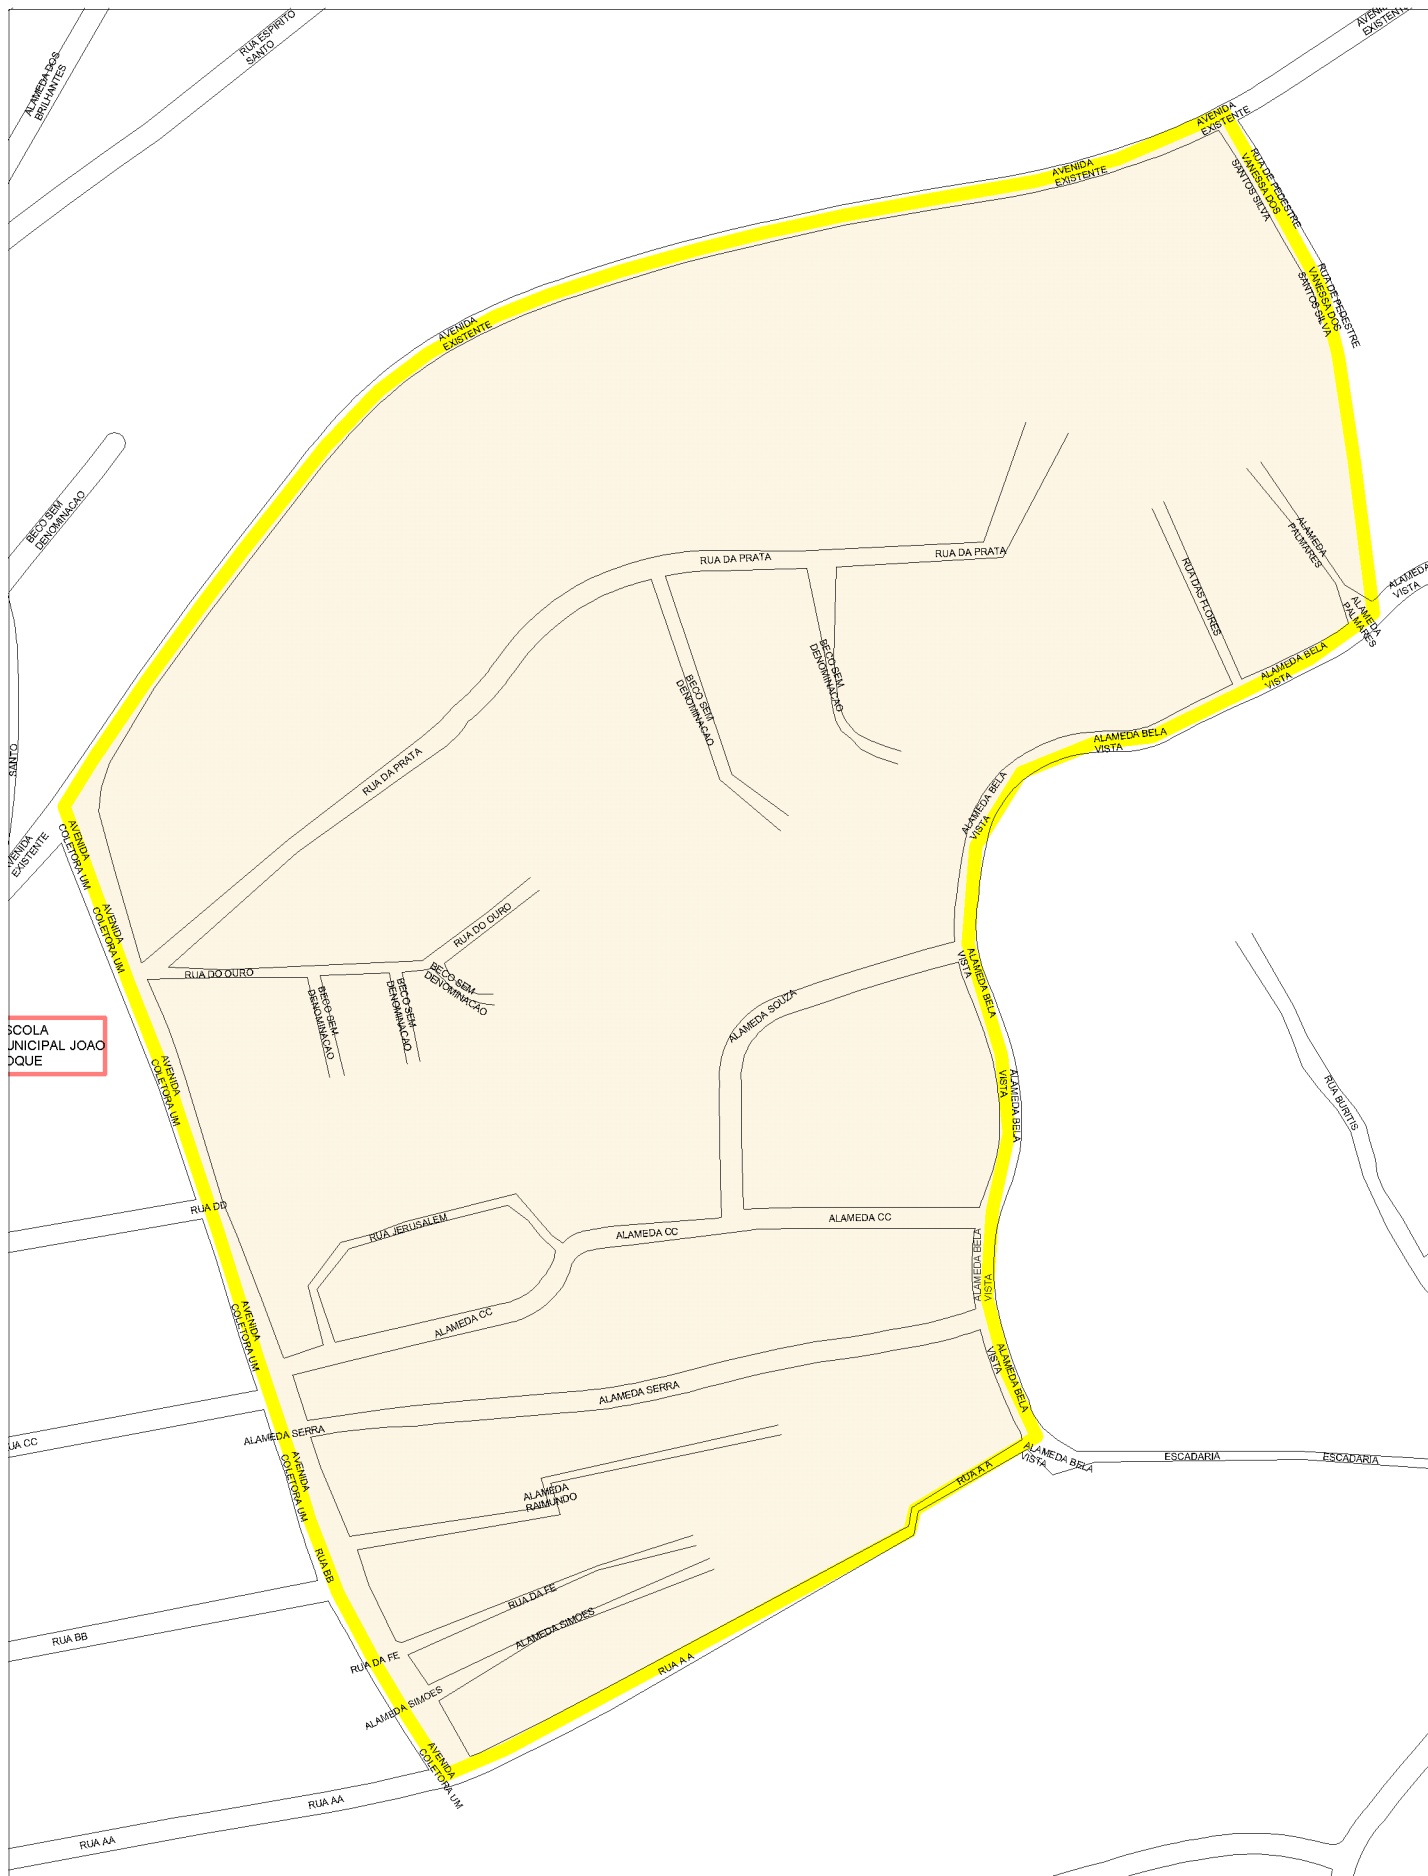 ALAMEDA DOS
BRILHANTES
RUA ESPIRITO
SANTO
EXISTENTE
AVENIDA
EXISTENTE
AVENIDA
EXISTENTE
RUA DE PEDESTRE
VANESSA DOS
SANTOS SILVA
RUA DE PEDESTRE
VANESSA DOS
SANTOS SILVA
AVENIDA
EXISTENTE
BECO SEM
DENOMINACAO
RUA DA PRATA
RUA DA PRATA
ALAMEDA
PALMARES
RUA DAS FLORES
ALAMEDA
VISTA
ALAMEDA
PALMARES
BECO SEM
DENOMINACAO
BECO SEM
DENOMINACAO
ALAMEDA BELA
VISTA
ALAMEDA BELA
VISTA
SANTO
RUA DA PRATA
ALAMEDA BELA
VISTA
AVENIDA
COLETORA UM
EXISTENTE
AVENIDA
COLETORA UM
RUA DO OURO
RUA DO OURO
BECO SEM
DENOMINACAO
BECO SEM
DENOMINACAO
BECO SEM
DENOMINACAO
ALAMEDA BELA
VISTA
ALAMEDA SOUZA
SCOLA
UNICIPAL JOAO
OQUE
AVENIDA
COLETORA UM
ALAMEDA BELA
VISTA
RUA BURITIS
RUA DD
RUA JERUSALEM
ALAMEDA CC
ALAMEDA CC
ALAMEDA BELA
VISTA
AVENIDA
COLETORA UM
ALAMEDA CC
ALAMEDA BELA
VISTA
ALAMEDA SERRA
ALAMEDA SERRA
UA CC
ALAMEDA BELA
VISTA
ESCADARIA
ESCADARIA
AVENIDA
COLETORA UM
RUA A A
ALAMEDA
RAIMUNDO
RUA BB
RUA DA FE
ALAMEDA SIMOES
RUA BB
RUA DA FE
RUA A A
ALAMEDA SIMOES
AVENIDA
COLETORA UM
RUA AA
RUA AA